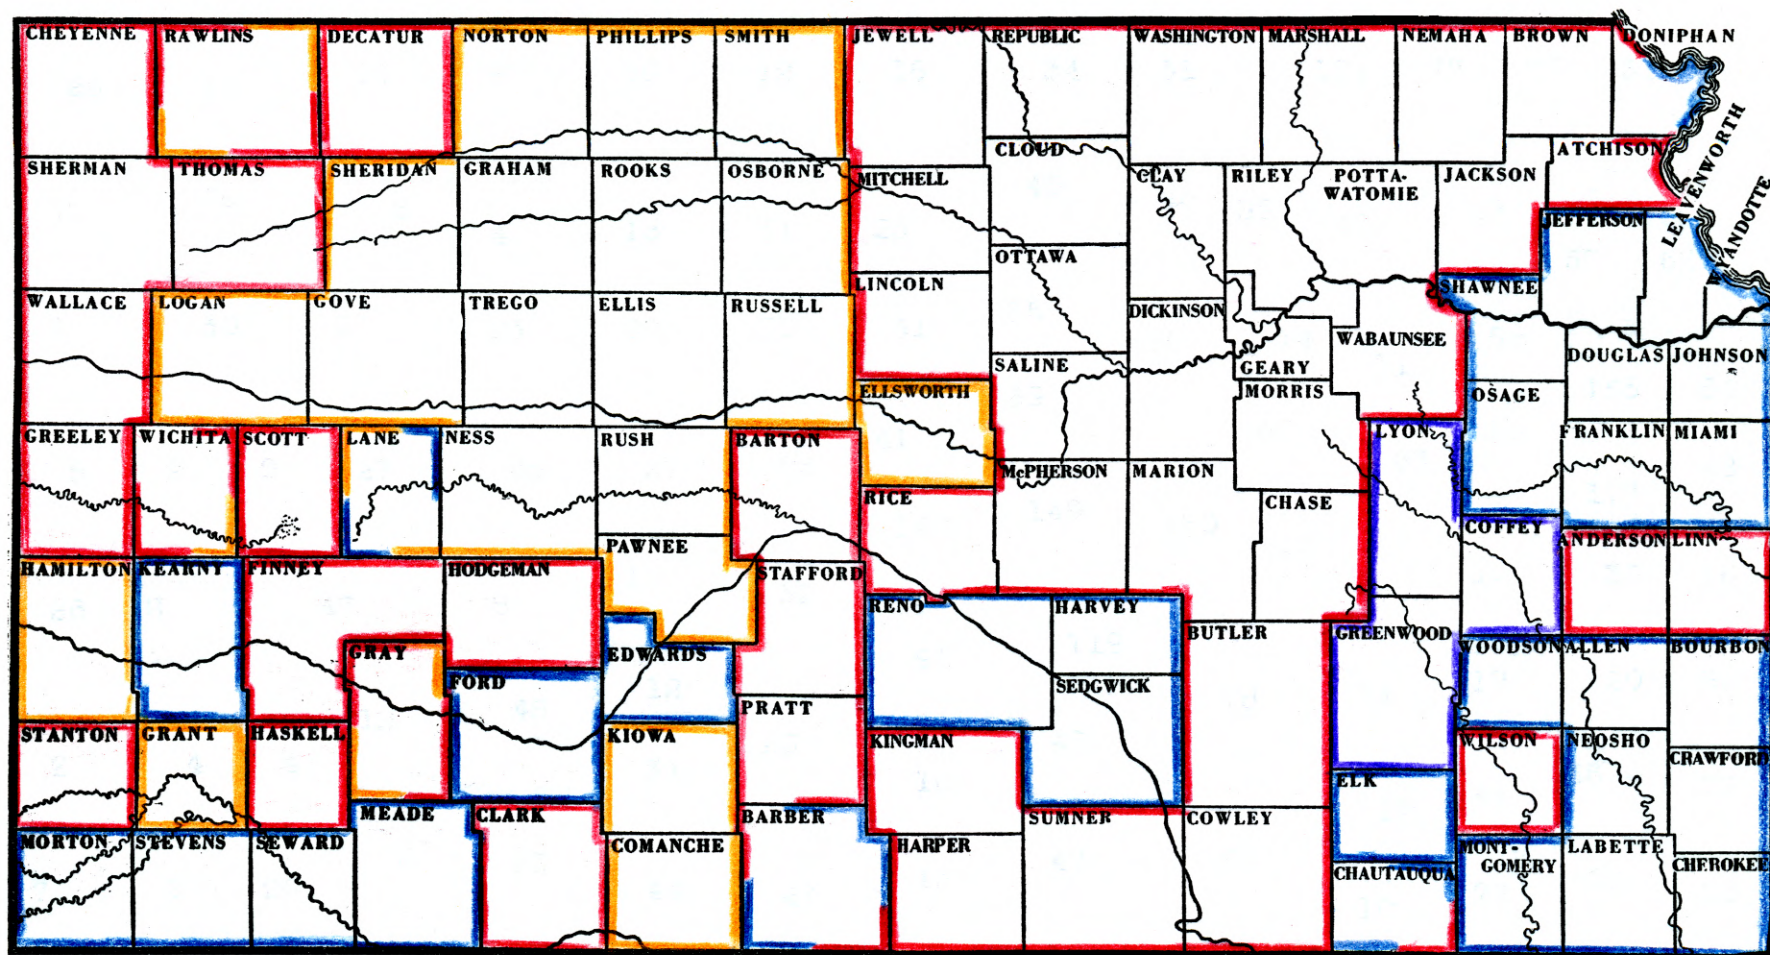 CHEYENNE RAWLINS DECATUR NORTON PHILLIPS SMITH JEWELL REPUBLIC WASHINGTON MARSHALL NEMAHA BROWN DONIPHAN
SHERMAN THOMAS SHERIDAN GRAHAM ROOKS OSBORNE MITCHELL CLOUD CLAY RILEY POTTA-
WATOMIE JACKSON ATCHISON
JEFFERSON LEAVENWORTH WYANDOTTE
WALLACE LOGAN GOVE TREGO ELLIS RUSSELL LINCOLN OTTAWA DICKINSON SHAWNEE
SALINE GEARY WABAUNSEE DOUGLAS JOHNSON
ELLSWORTH MORRIS OSAGE
GREELEY WICHITA SCOTT LANE NESS RUSH BARTON LYON FRANKLIN MIAMI
RICE McPHERSON MARION CHASE
PAWNEE COFFEY ANDERSON LINN
HAMILTON KEARNY FINNEY HODGEMAN STAFFORD
RENO HARVEY BUTLER GREENWOOD
GRAY FORD EDWARDS SEDGWICK WOODSON ALLEN BOURBON
STANTON GRANT HASKELL KIOWA PRATT KINGMAN WILSON NEOSHO CRAWFORD
ELK
MEADE CLARK BARBER SUMNER COWLEY
MORTON STEVENS SEWARD COMANCHE HARPER CHAUTAUQUA MONT-
GOMERY LABETTE CHEROKEE